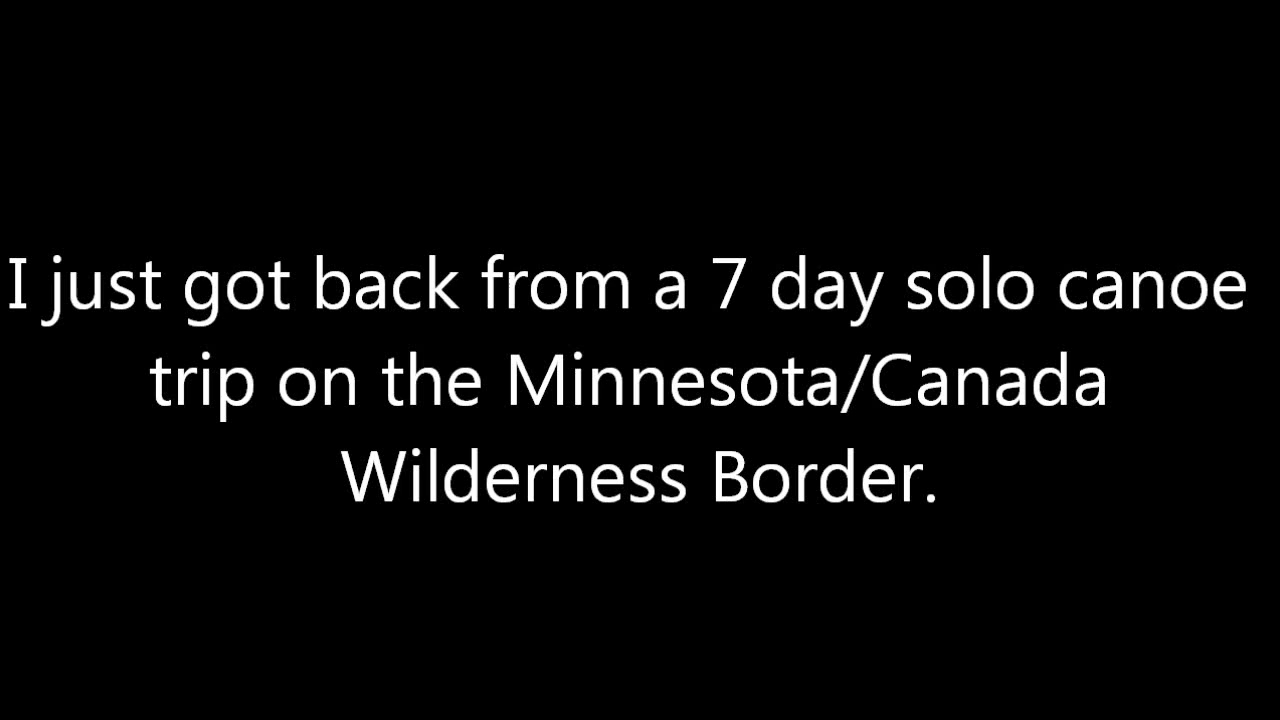 I just got back from a 7 day solo canoe
trip on the Minnesota/Canada
Wilderness Border.